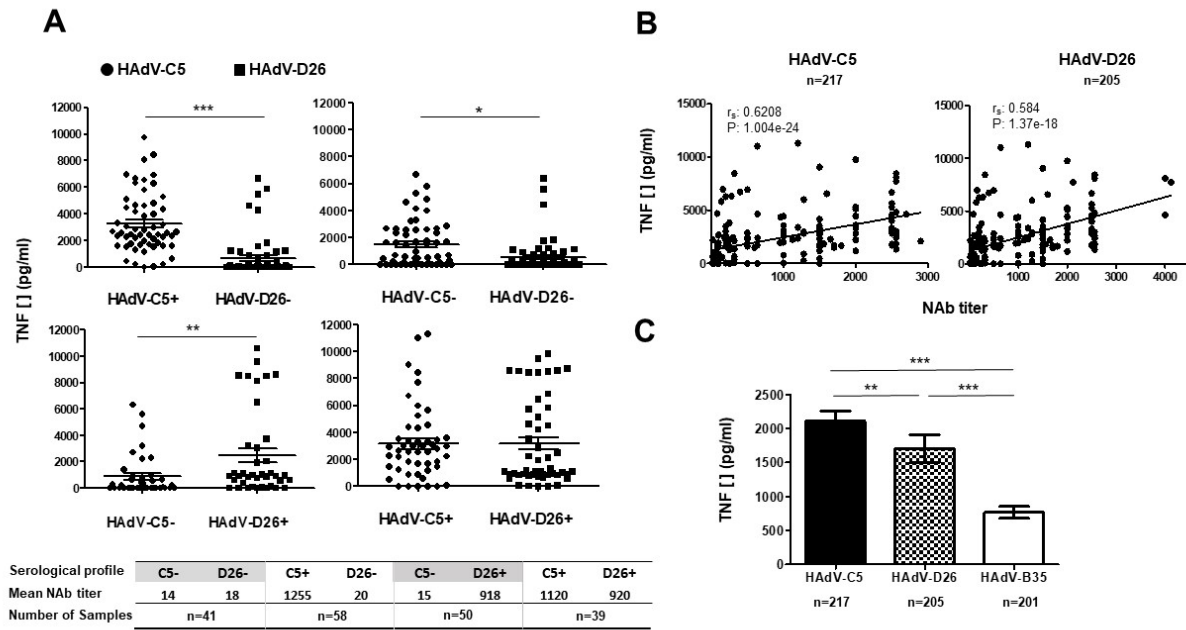 A
HAdV-C5 HAdV-D26
12000
10000
8000
6000
4000
2000
0
***
HAdV-C5+ HAdV-D26-
12000
10000
8000
6000
4000
2000
0
*
HAdV-C5- HAdV-D26-
TNF [ ] (pg/ml)
12000
10000
8000
6000
4000
2000
0
**
HAdV-C5- HAdV-D26+
12000
10000
8000
6000
4000
2000
0
HAdV-C5+ HAdV-D26+
Serological profile C5- D26- C5+ D26- C5- D26+ C5+ D26+
Mean NAb titer 14 18 1255 20 15 918 1120 920
Number of Samples n=41 n=58 n=50 n=39
B
HAdV-C5
n=217
rs: 0.6208
P: 1.004e-24
TNF [ ] (pg/ml)
15000
10000
5000
0
1000 2000 3000
HAdV-D26
n=205
rs: 0.584
P: 1.37e-18
15000
10000
5000
0
0 1000 2000 3000 4000
NAb titer
C
***
** ***
TNF [ ] (pg/ml)
2500
2000
1500
1000
500
0
HAdV-C5 HAdV-D26 HAdV-B35
n=217 n=205 n=201